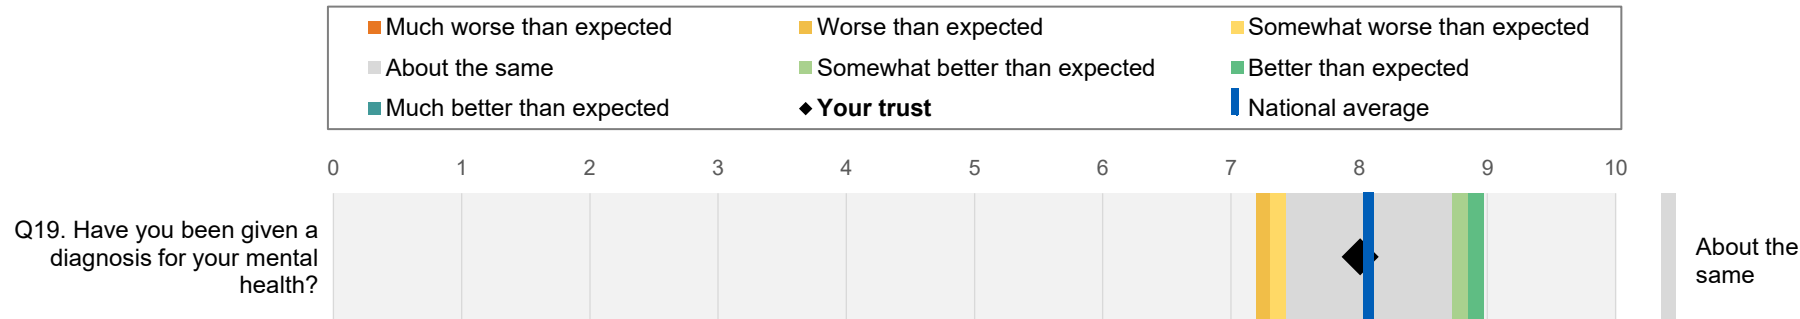 Much worse than expected
Worse than expected
Somewhat worse than expected
About the same
Somewhat better than expected
Better than expected
Much better than expected
Your trust
National average
0 1 2 3 4 5 6 7 8 9 10
Q19. Have you been given a
diagnosis for your mental
health?
About the
same